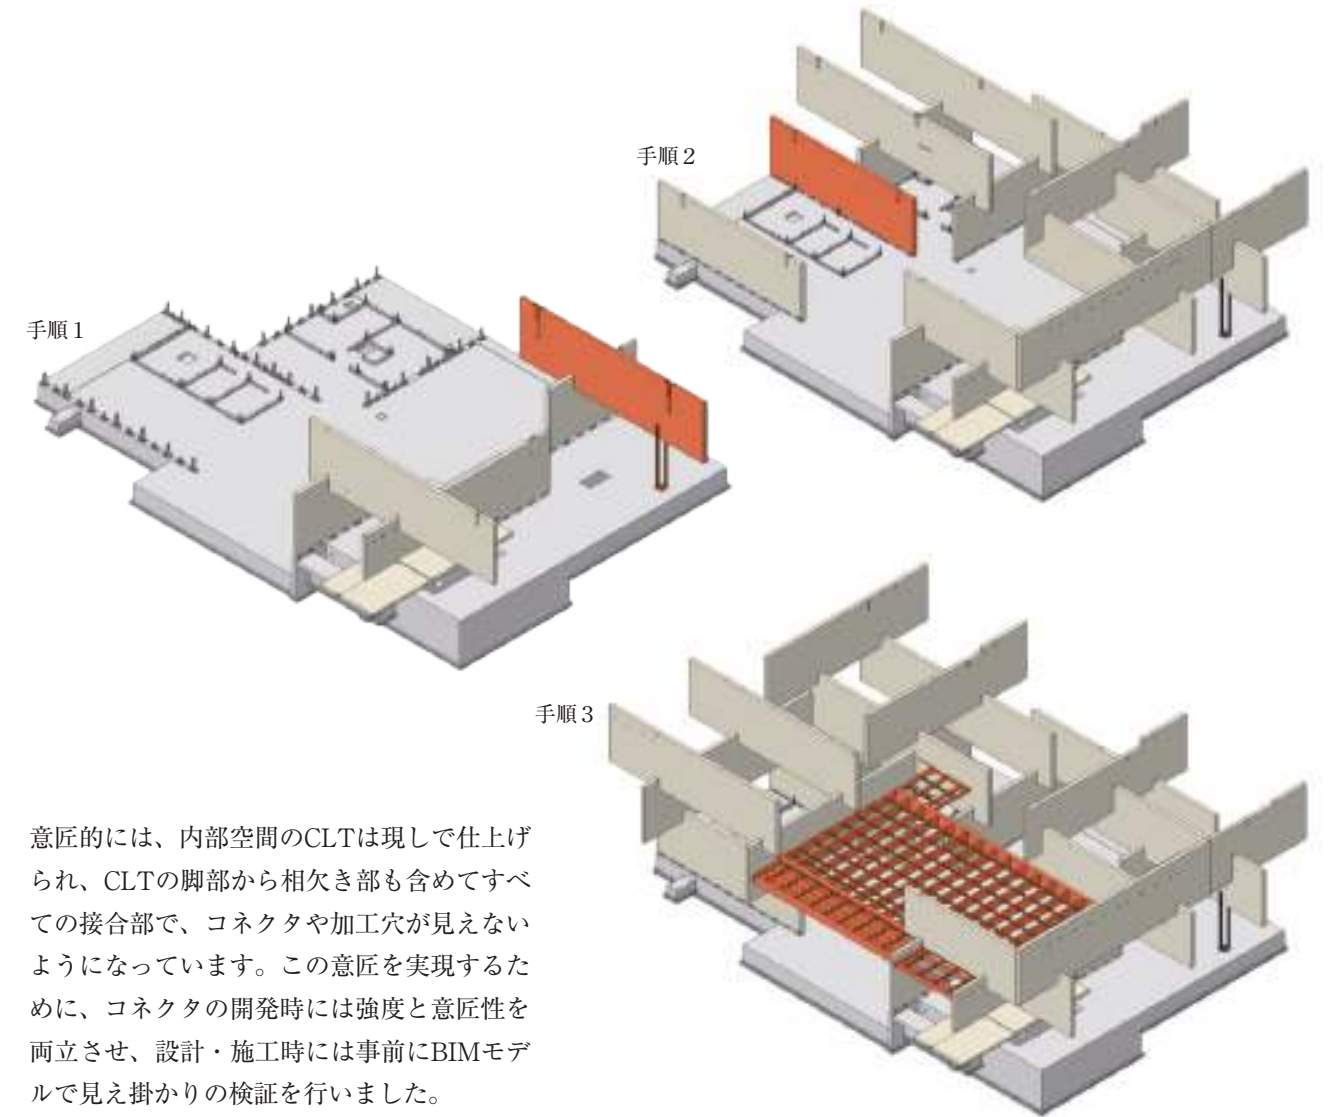 手順１
手順２
手順３
意匠的には、内部空間のCLTは現しで仕上げ
られ、CLTの脚部から相欠き部も含めてすべ
ての接合部で、コネクタや加工穴が見えない
ようになっています。この意匠を実現するた
めに、コネクタの開発時には強度と意匠性を
両立させ、設計・施工時には事前にBIMモデ
ルで見え掛かりの検証を行いました。